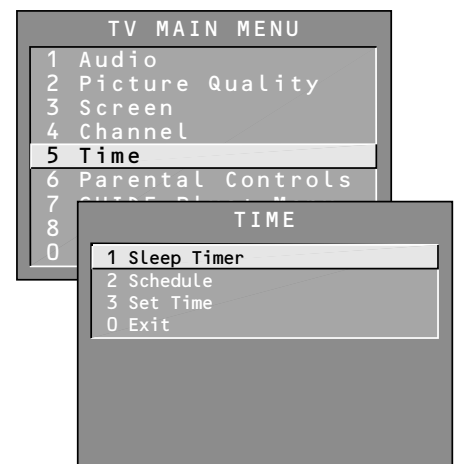 TV MAIN MENU
1 Audio
2 Picture Quality
3 Screen
4 Channel
5 Time
6 Parental Controls
7
8
0
TIME
1 Sleep Timer
2 Schedule
3 Set Time
0 Exit